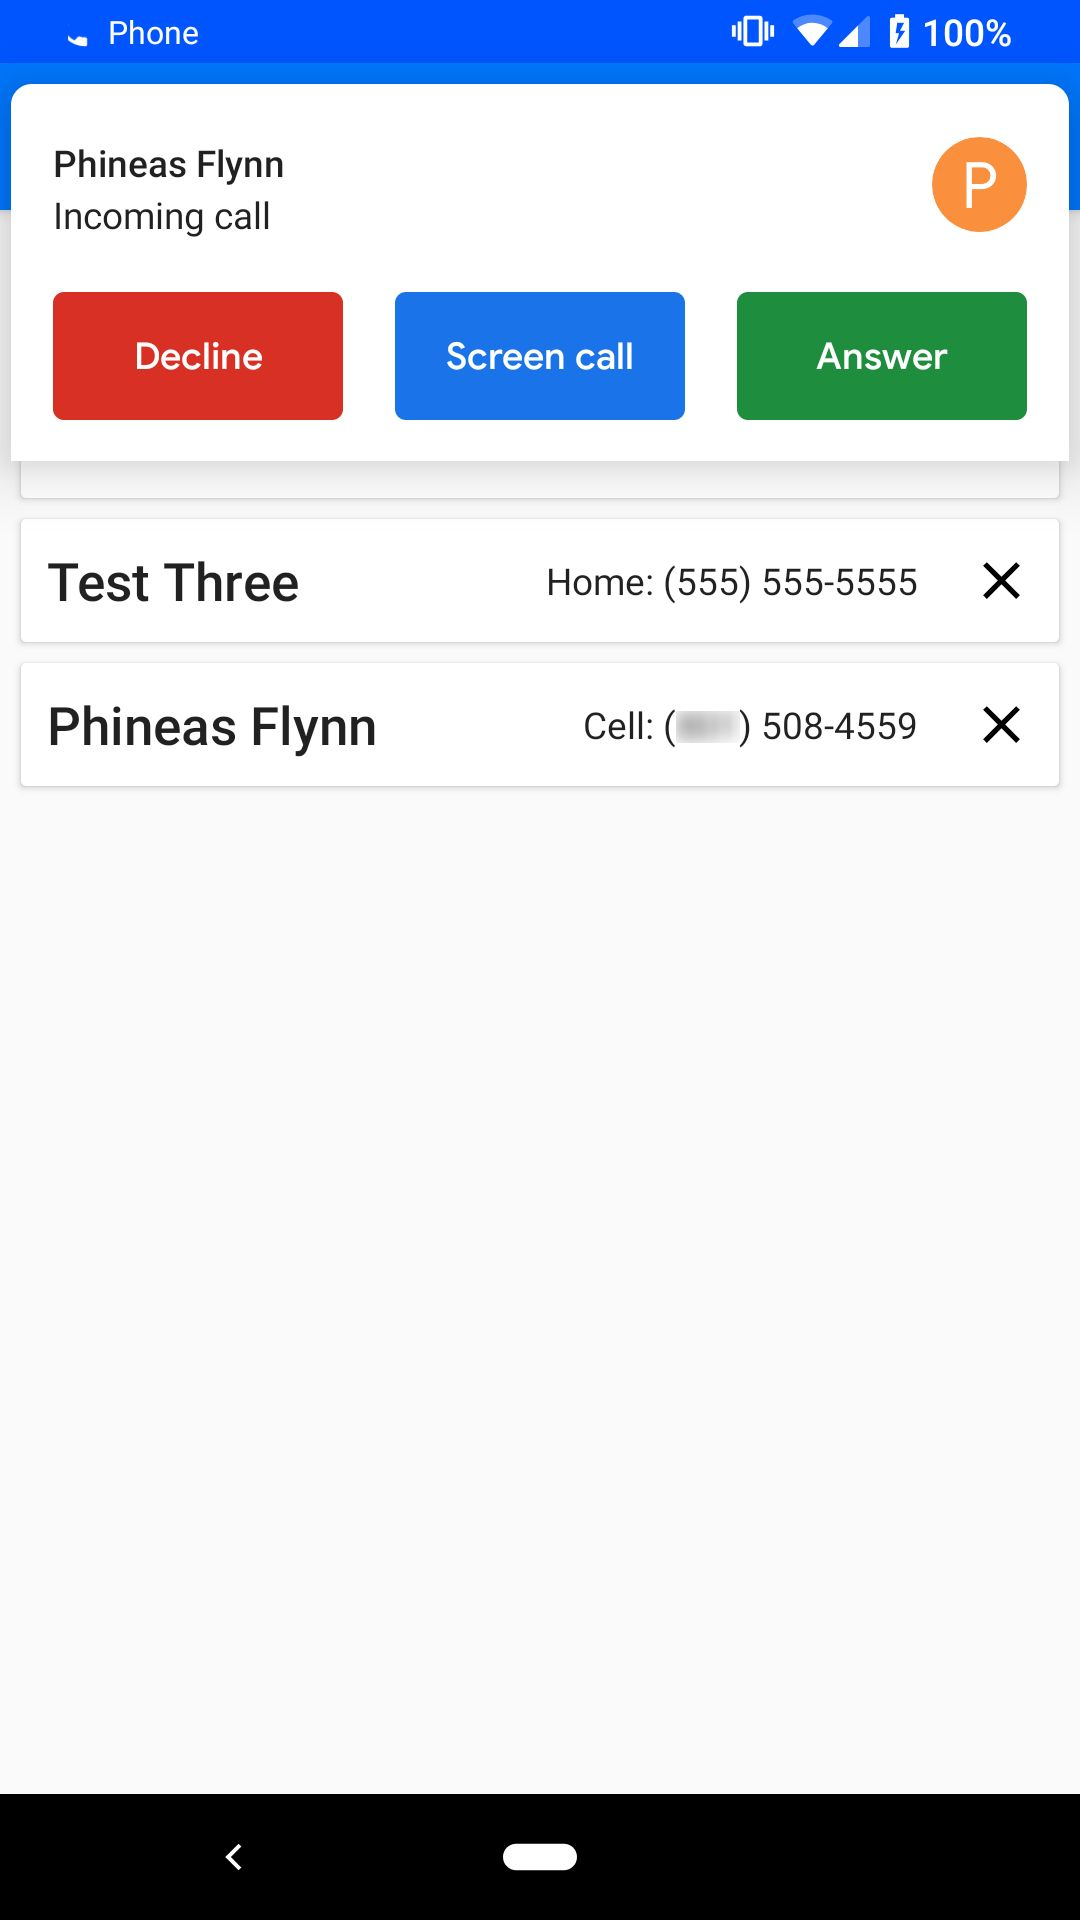 Phone 100%
Phineas Flynn
Incoming call
P
Decline Screen call Answer
Test Three Home: (555) 555-5555
Phineas Flynn Cell: ( ) 508-4559